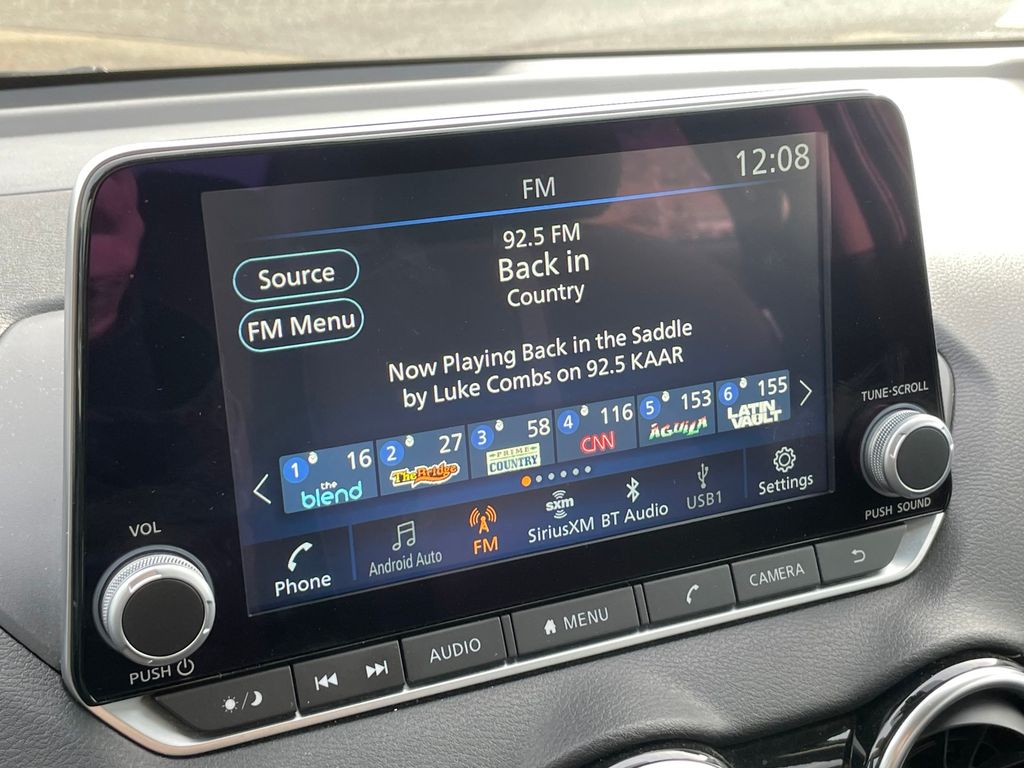 12:08
FM
92.5 FM
Back in
Country
Source
FM Menu
Now Playing Back in the Saddle
by Luke Combs on 92.5 KAAR
1 16 the blend
2 27 The Bridge
3 58 PRIME COUNTRY
4 116 CNN
5 153 AGUILA
6 155 LATIN VAULT
Phone
Android Auto
FM
sxm
SiriusXM
BT Audio
USB1
Settings
VOL
PUSH
TUNE·SCROLL
PUSH SOUND
AUDIO
MENU
CAMERA